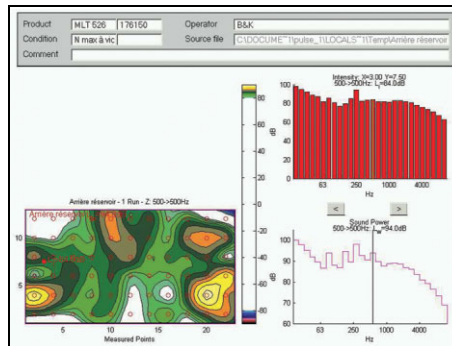 Product MLT 526 176150 Operator B&K
Condition N max à vic Source file C:\DOCUME~1\pulse_1\LOCALS~1\Temp\Arrière réservoir
Comment
Intensity: X=3.00 Y=7.50
500->500Hz: L=84.0dB
100
80
60
dB
40
20
0
63 250 1000 4000
Hz
80
60
40
20
0
dB
-20
-40
-60
-80
< >
Arrière réservoir - 1 Run - Z: 500->500Hz
Arrière réservoir
10
5
5 10 15 20
Measured Points
Sound Power
500->500Hz: L=94.0dB
100
90
80
dB
70
60
63 250 1000 4000
Hz